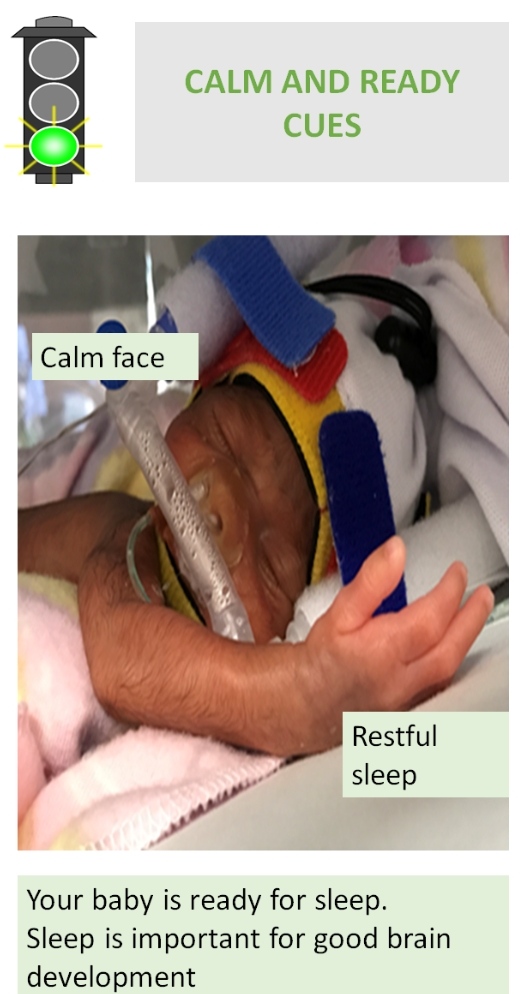 CALM AND READY
CUES
Calm face
Restful
sleep
Your baby is ready for sleep.
Sleep is important for good brain
development